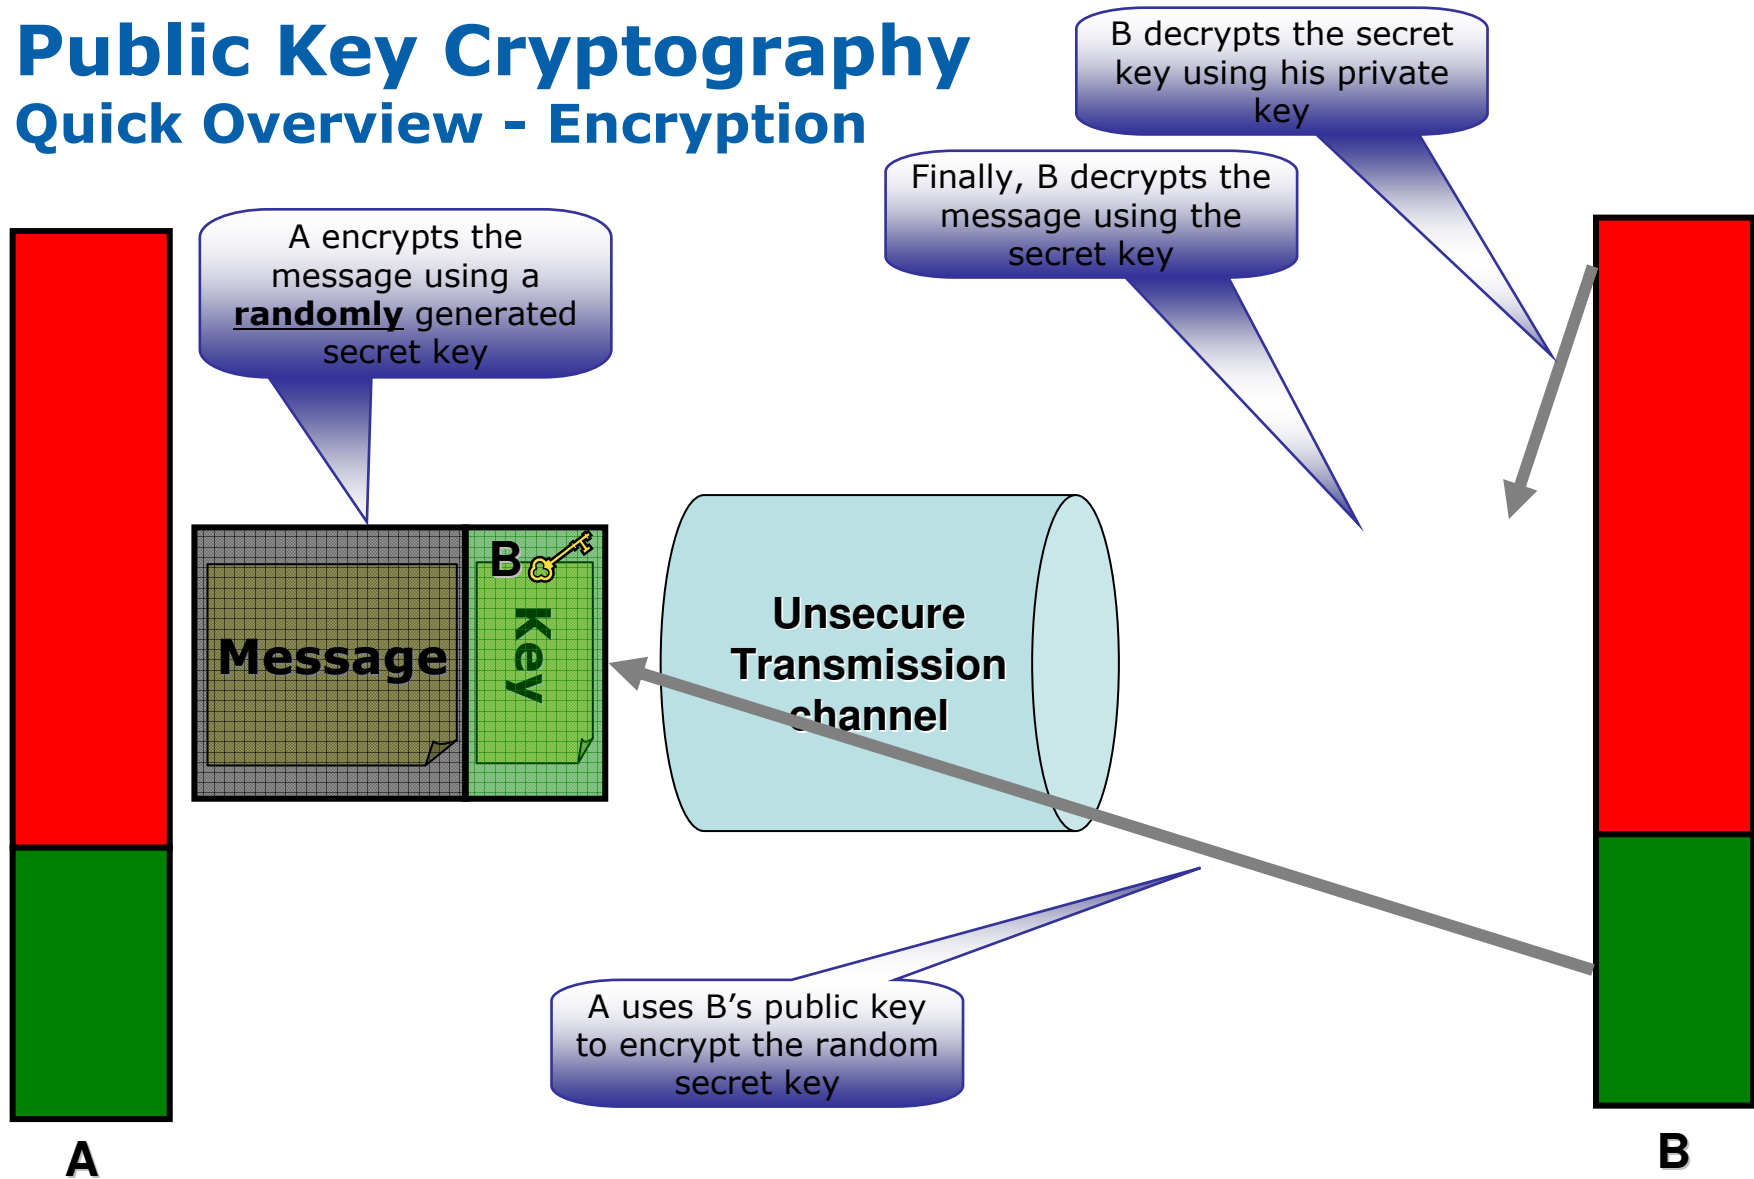 Public Key Cryptography
Quick Overview - Encryption
B decrypts the secret
key using his private
key
Finally, B decrypts the
message using the
secret key
A encrypts the
message using a
randomly generated
secret key
B
Message
Key
Unsecure
Transmission
channel
A uses B’s public key
to encrypt the random
secret key
A
B